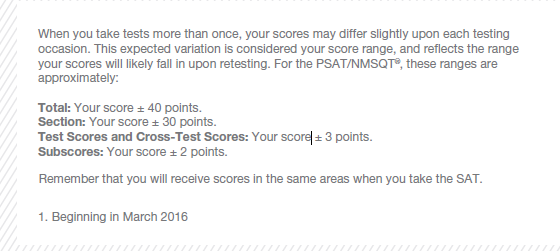 When you take tests more than once, your scores may differ slightly upon each testing
occasion. This expected variation is considered your score range, and reflects the range
your scores will likely fall in upon retesting. For the PSAT/NMSQT®, these ranges are
approximately:
Total: Your score ± 40 points.
Section: Your score ± 30 points.
Test Scores and Cross-Test Scores: Your score ± 3 points.
Subscores: Your score ± 2 points.
Remember that you will receive scores in the same areas when you take the SAT.
1. Beginning in March 2016